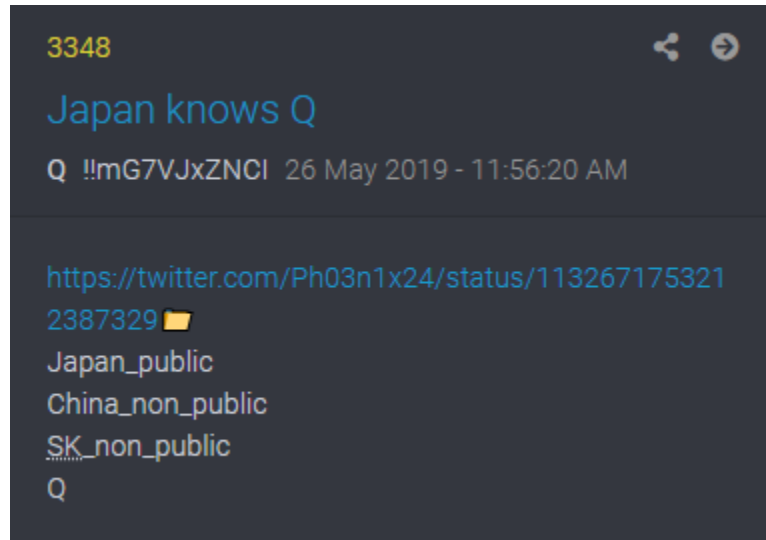 3348
Japan knows Q
Q !!mG7VJxZNCI 26 May 2019 - 11:56:20 AM
https://twitter.com/Ph03n1x24/status/113267175321
2387329
Japan_public
China_non_public
SK_non_public
Q